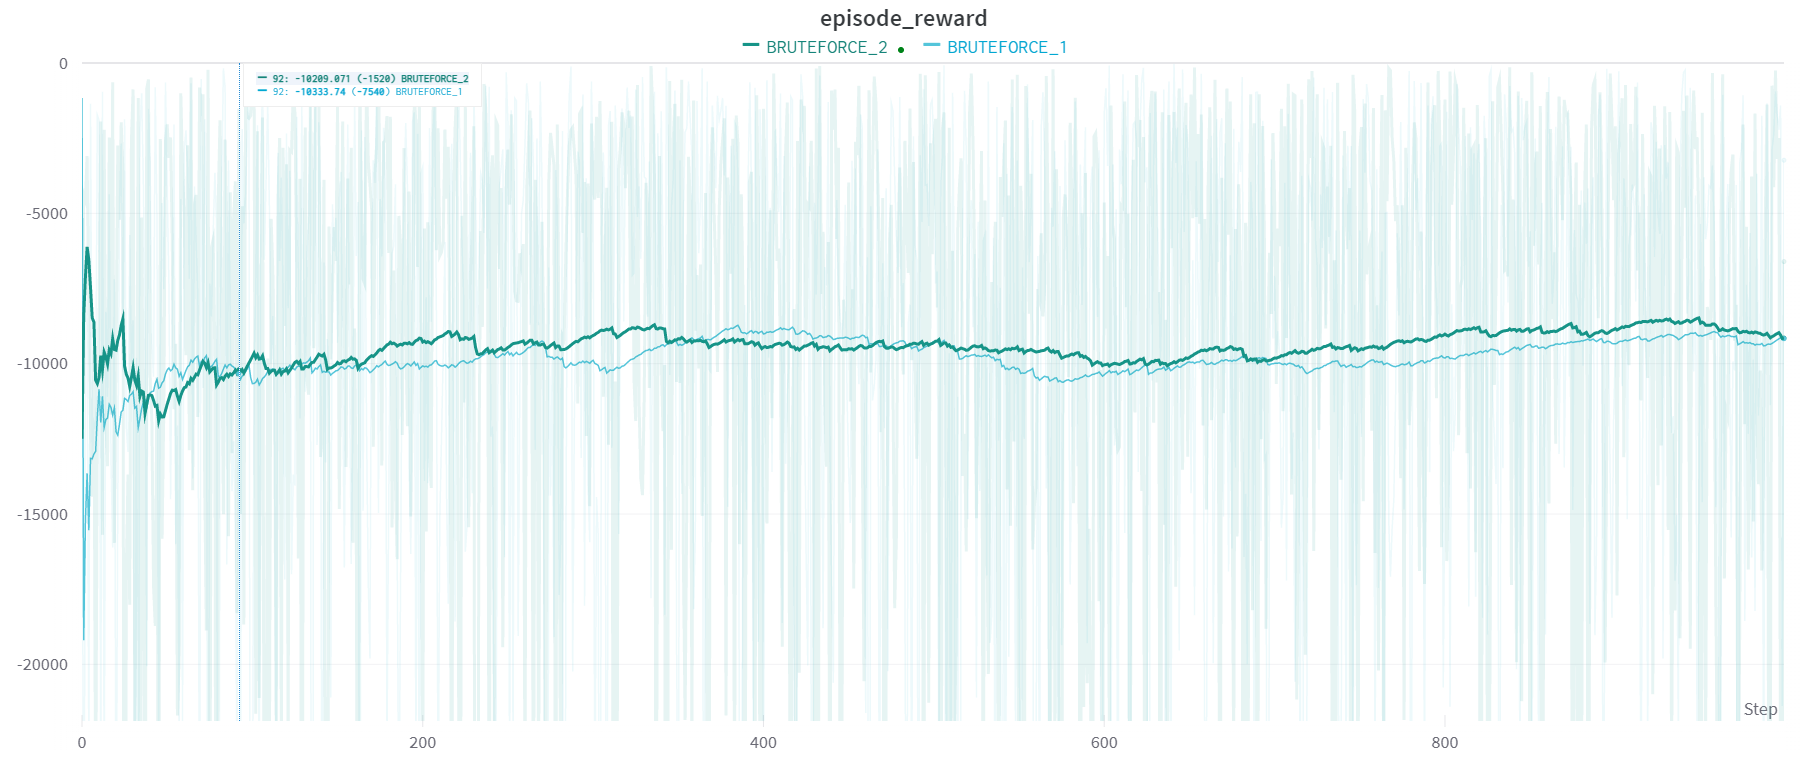 episode_reward
BRUTEFORCE_2 BRUTEFORCE_1
0
92: -10209.071 (-1520) BRUTEFORCE_2
92: -10333.74 (-7540) BRUTEFORCE_1
-5000
-10000
-15000
-20000
Step
0 200 400 600 800